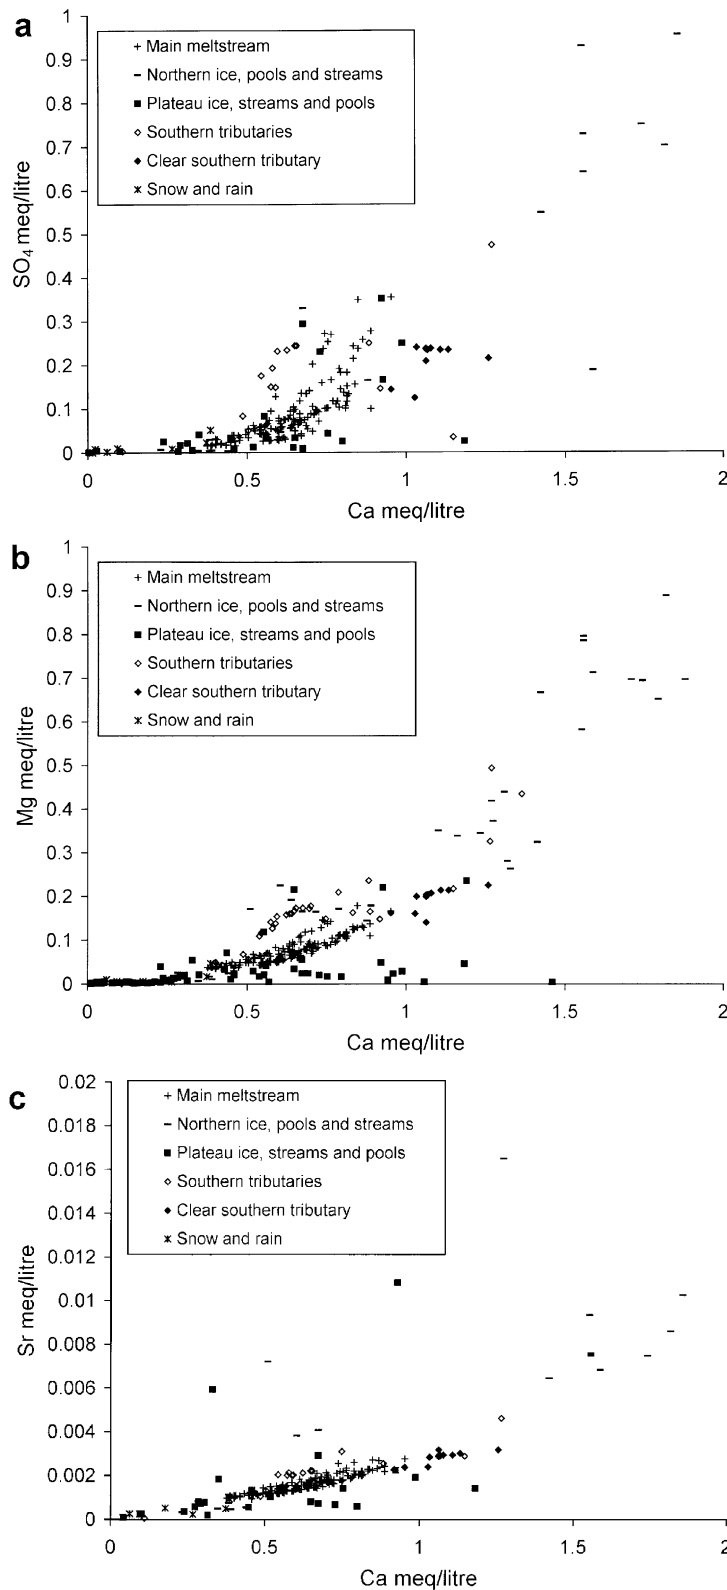 a
1
0.9
0.8
0.7
0.6
0.5
0.4
0.3
0.2
0.1
0
SO4 meq/litre
Main meltstream
Northern ice, pools and streams
Plateau ice, streams and pools
Southern tributaries
Clear southern tributary
Snow and rain
0 0.5 1 1.5 2
Ca meq/litre
b
1
0.9
0.8
0.7
0.6
0.5
0.4
0.3
0.2
0.1
0
Mg meq/litre
Main meltstream
Northern ice, pools and streams
Plateau ice, streams and pools
Southern tributaries
Clear southern tributary
Snow and rain
0 0.5 1 1.5 2
Ca meq/litre
c
0.02
0.018
0.016
0.014
0.012
0.01
0.008
0.006
0.004
0.002
0
Sr meq/litre
Main meltstream
Northern ice, pools and streams
Plateau ice, streams and pools
Southern tributaries
Clear southern tributary
Snow and rain
0 0.5 1 1.5 2
Ca meq/litre